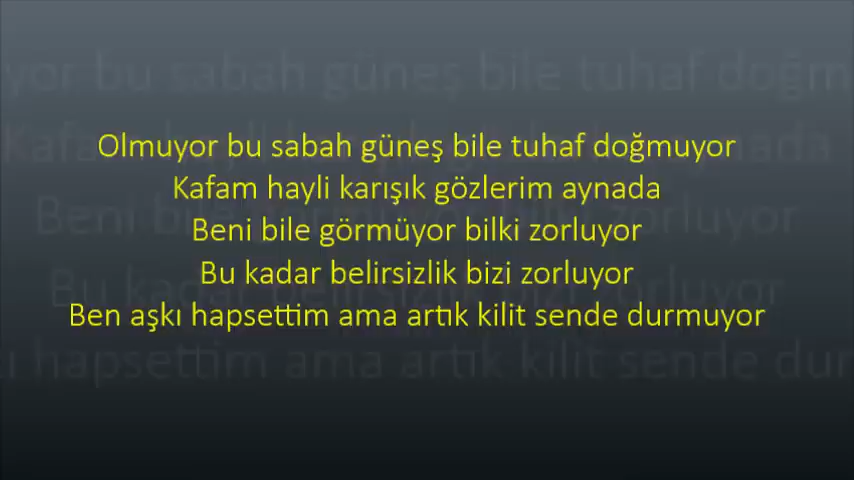 Olmuyor bu sabah güneş bile tuhaf doğmuyor
Kafam hayli karışık gözlerim aynada
Beni bile görmüyor bilki zorluyor
Bu kadar belirsizlik bizi zorluyor
Ben aşkı hapsettim ama artık kilit sende durmuyor